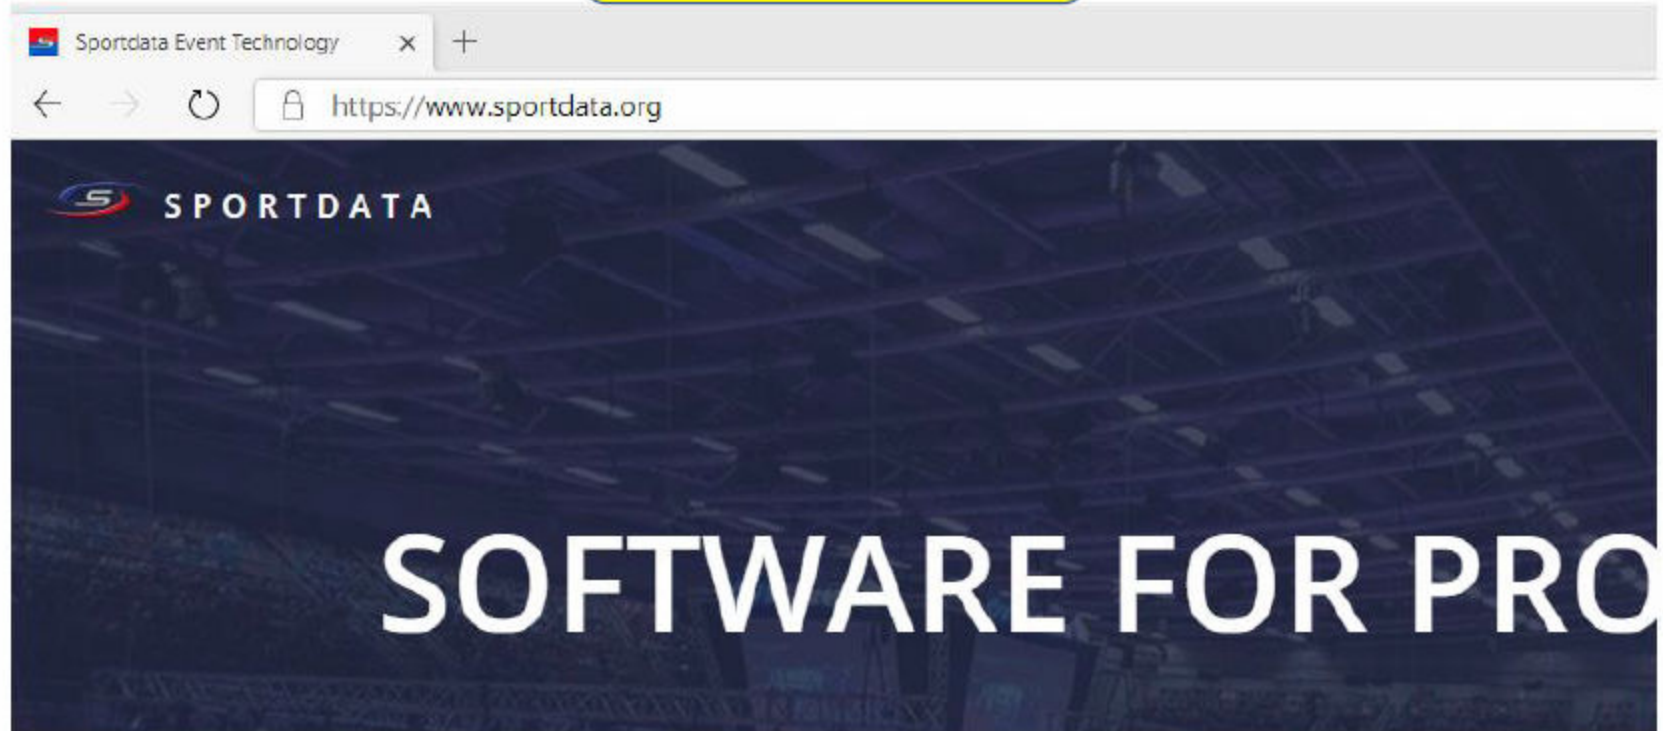 Sportdata Event Technology
https://www.sportdata.org
SPORTDATA
SOFTWARE FOR PRO